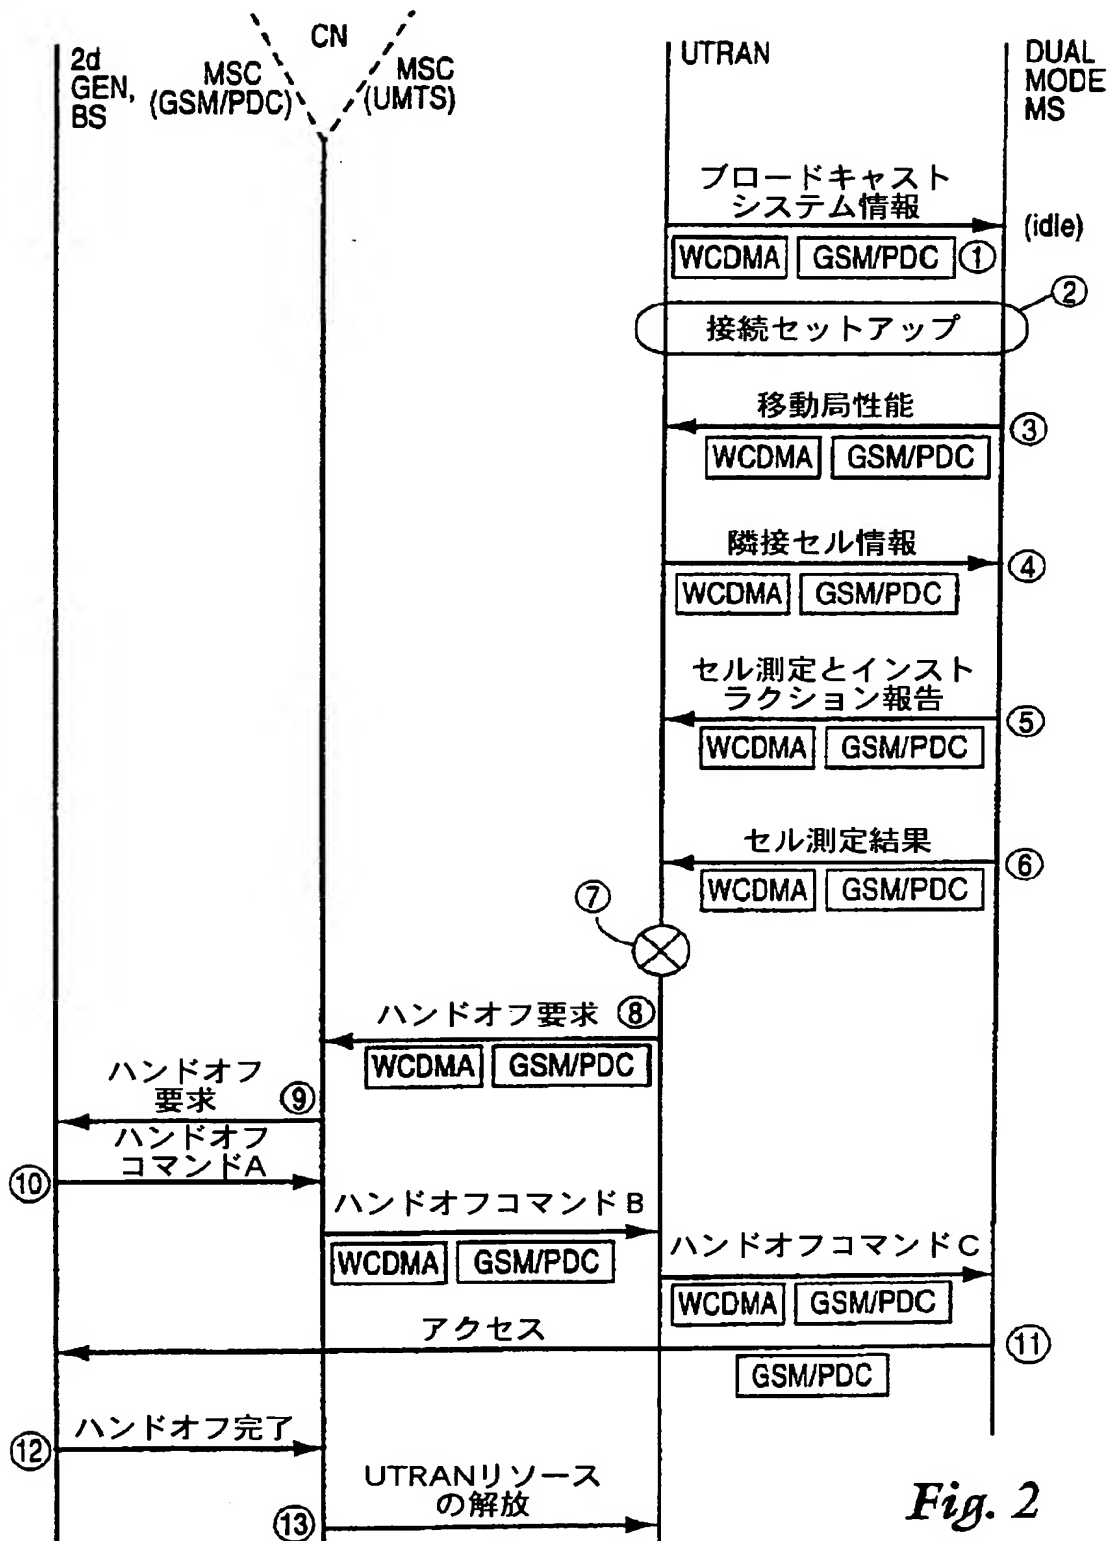 2d
GEN,
BS
MSC
(GSM/PDC)
CN
MSC
(UMTS)
UTRAN
DUAL
MODE
MS
ブロードキャスト
システム情報
(idle)
WCDMA GSM/PDC ①
②
接続セットアップ
移動局性能
③
WCDMA GSM/PDC
隣接セル情報
④
WCDMA GSM/PDC
セル測定とインスト
ラクション報告
⑤
WCDMA GSM/PDC
セル測定結果
⑥
WCDMA GSM/PDC
⑦
ハンドオフ要求 ⑧
WCDMA GSM/PDC
ハンドオフ
要求 ⑨
ハンドオフ
コマンドA
⑩
ハンドオフコマンドB
WCDMA GSM/PDC
ハンドオフコマンドC
WCDMA GSM/PDC
アクセス
⑪
GSM/PDC
ハンドオフ完了
⑫
UTRANリソース
の解放
⑬
Fig. 2